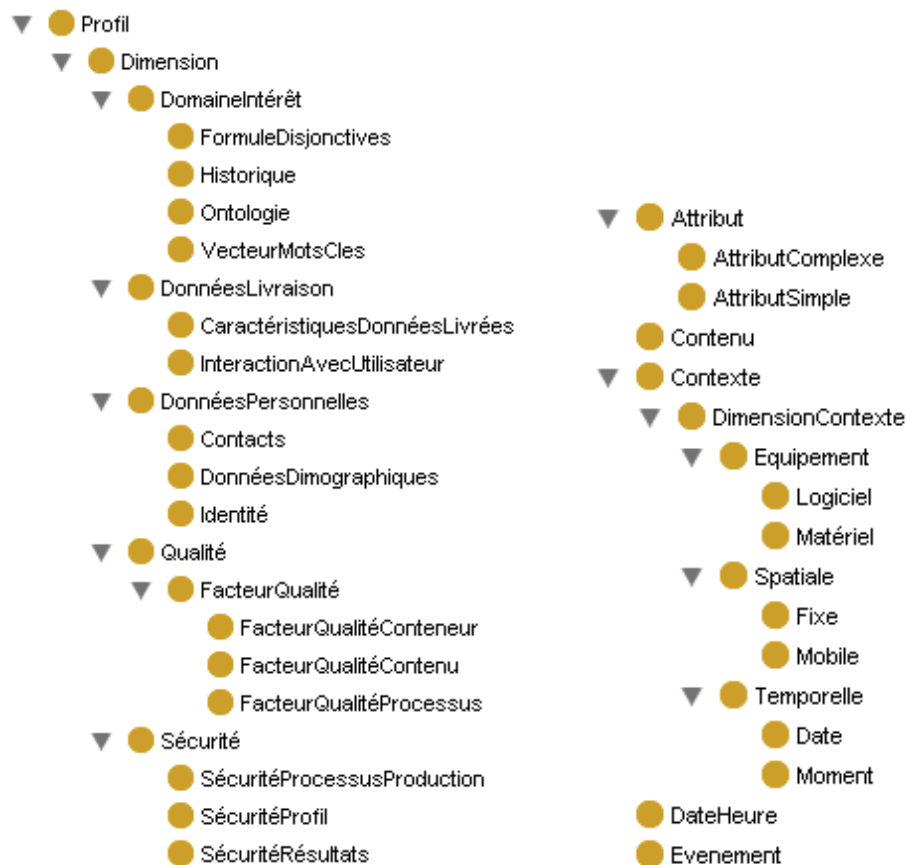 Profil
Dimension
DomaineIntérêt
FormuleDisjonctives
Historique
Ontologie
VecteurMotsCles
DonnéesLivraison
CaractéristiquesDonnéesLivrées
InteractionAvecUtilisateur
DonnéesPersonnelles
Contacts
DonnéesDimographiques
Identité
Qualité
FacteurQualité
FacteurQualitéConteneur
FacteurQualitéContenu
FacteurQualitéProcessus
Sécurité
SécuritéProcessusProduction
SécuritéProfil
SécuritéRésultats
Attribut
AttributComplexe
AttributSimple
Contenu
Contexte
DimensionContexte
Equipement
Logiciel
Matériel
Spatiale
Fixe
Mobile
Temporelle
Date
Moment
DateHeure
Evenement